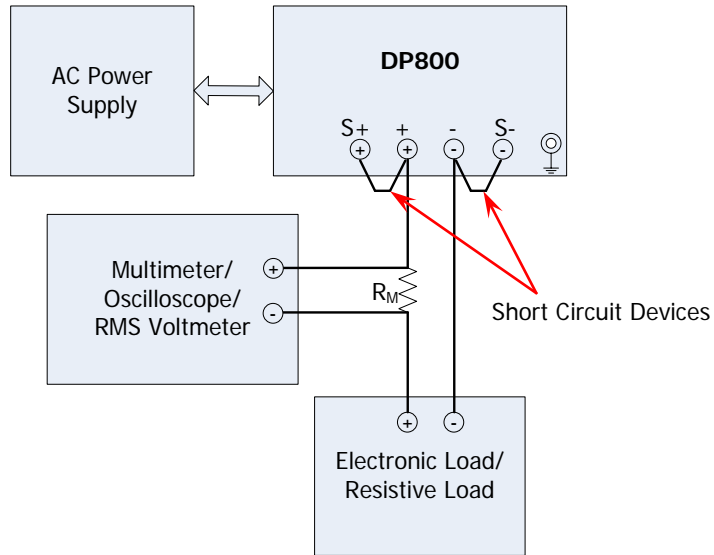 AC Power
Supply
DP800
S+ + - S-
+ + - -
Multimeter/
Oscilloscope/
RMS Voltmeter
+
-
RM
Short Circuit Devices
+ -
Electronic Load/
Resistive Load